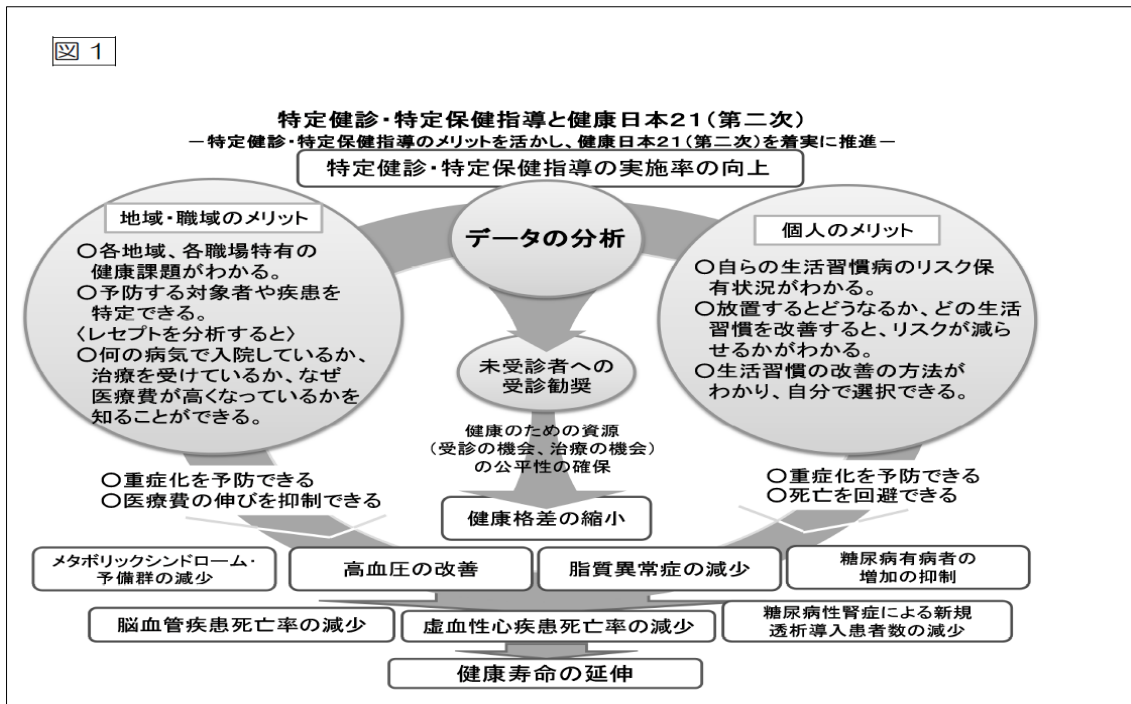 図１
特定健診・特定保健指導と健康日本21(第二次)
－特定健診・特定保健指導のメリットを活かし、健康日本21(第二次)を着実に推進－
特定健診・特定保健指導の実施率の向上
地域・職域のメリット
○各地域、各職場特有の
健康課題がわかる。
○予防する対象者や疾患を
特定できる。
〈レセプトを分析すると〉
○何の病気で入院しているか、
治療を受けているか、なぜ
医療費が高くなっているかを
知ることができる。
データの分析
個人のメリット
○自らの生活習慣病のリスク保
有状況がわかる。
○放置するとどうなるか、どの生活
習慣を改善すると、リスクが減ら
せるかがわかる。
○生活習慣の改善の方法が
わかり、自分で選択できる。
未受診者への
受診勧奨
健康のための資源
(受診の機会、治療の機会)
の公平性の確保
○重症化を予防できる
○医療費の伸びを抑制できる
○重症化を予防できる
○死亡を回避できる
健康格差の縮小
メタボリックシンドローム・
予備群の減少
高血圧の改善
脂質異常症の減少
糖尿病有病者の
増加の抑制
脳血管疾患死亡率の減少
虚血性心疾患死亡率の減少
糖尿病性腎症による新規
透析導入患者数の減少
健康寿命の延伸